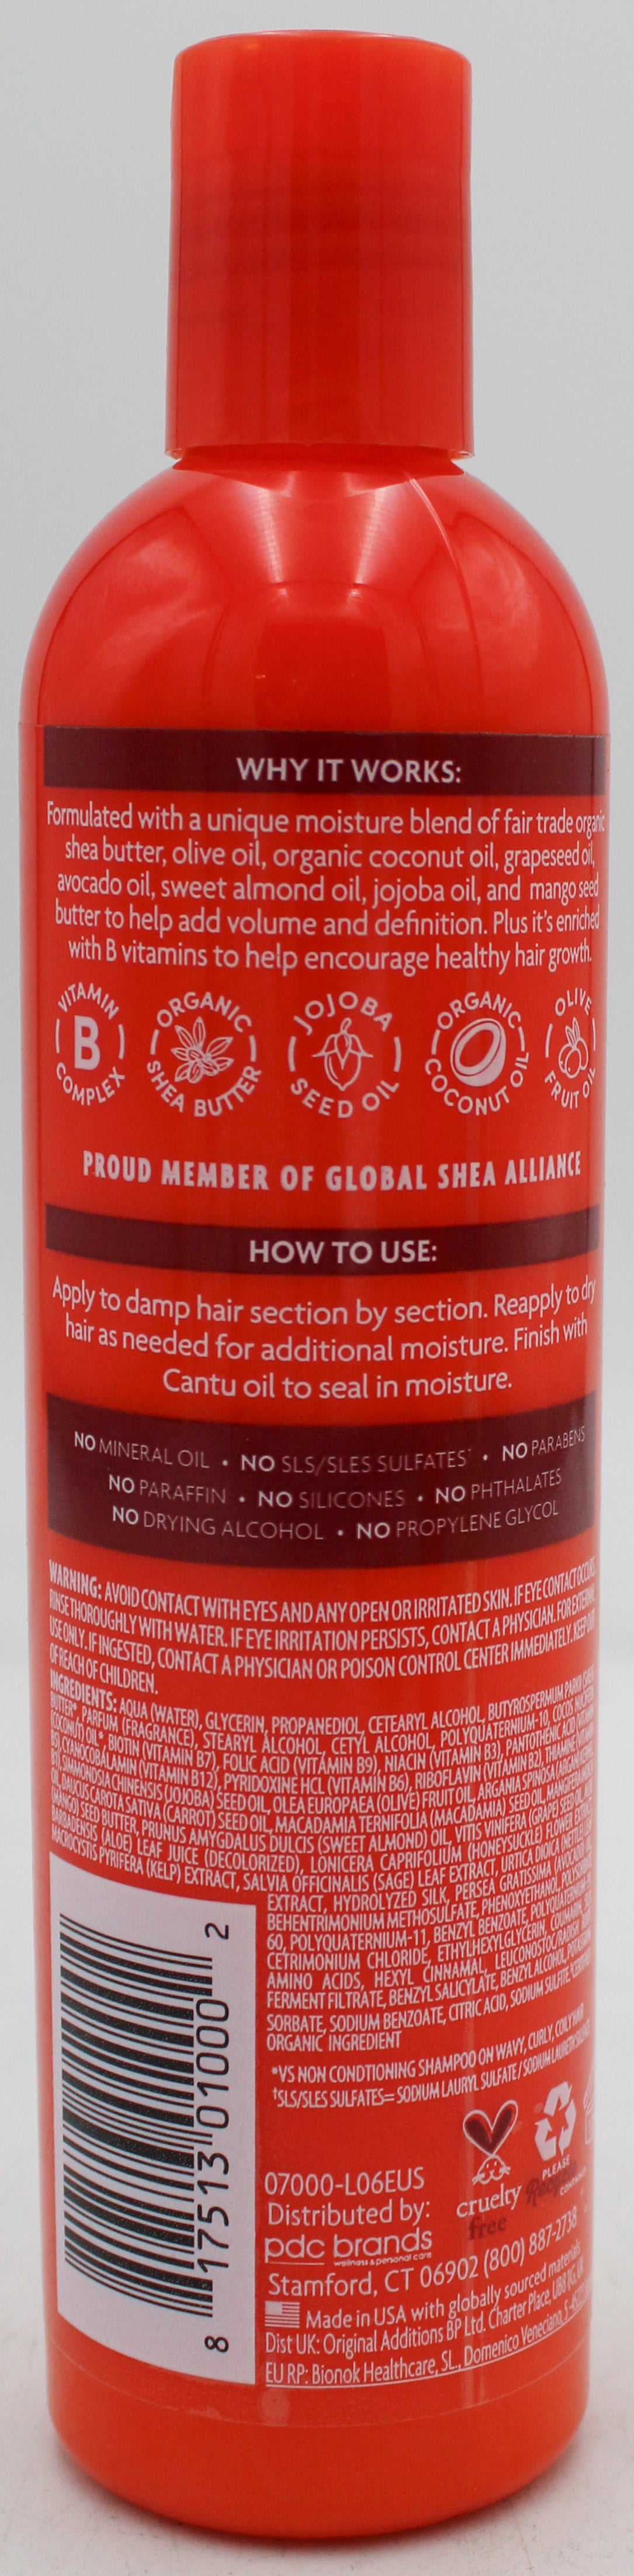 WHY IT WORKS:
Formulated with a unique moisture blend of fair trade organic
shea butter, olive oil, organic coconut oil, grapeseed oil,
avocado oil, sweet almond oil, jojoba oil, and mango seed
butter to help add volume and definition. Plus it's enriched
with B vitamins to help encourage healthy hair growth.
VITAMIN B COMPLEX
ORGANIC SHEA BUTTER
JOJOBA SEED OIL
ORGANIC COCONUT OIL
OLIVE FRUIT OIL
PROUD MEMBER OF GLOBAL SHEA ALLIANCE
HOW TO USE:
Apply to damp hair section by section. Reapply to dry
hair as needed for additional moisture. Finish with
Cantu oil to seal in moisture.
NO MINERAL OIL • NO SLS/SLES SULFATES† • NO PARABENS
NO PARAFFIN • NO SILICONES • NO PHTHALATES
NO DRYING ALCOHOL • NO PROPYLENE GLYCOL
WARNING: AVOID CONTACT WITH EYES AND ANY OPEN OR IRRITATED SKIN. IF EYE CONTACT OCCURS,
RINSE THOROUGHLY WITH WATER. IF EYE IRRITATION PERSISTS, CONTACT A PHYSICIAN. FOR EXTERNAL
USE ONLY. IF INGESTED, CONTACT A PHYSICIAN OR POISON CONTROL CENTER IMMEDIATELY. KEEP OUT
OF REACH OF CHILDREN.
INGREDIENTS: AQUA (WATER), GLYCERIN, PROPANEDIOL, CETEARYL ALCOHOL, BUTYROSPERMUM PARKII (SHEA)
BUTTER*, PARFUM (FRAGRANCE), STEARYL ALCOHOL, CETYL ALCOHOL, POLYQUATERNIUM-10, COCOS NUCIFERA
(COCONUT) OIL*, BIOTIN (VITAMIN B7), FOLIC ACID (VITAMIN B9), NIACIN (VITAMIN B3), PANTOTHENIC ACID (VITAMIN
B5), CYANOCOBALAMIN (VITAMIN B12), PYRIDOXINE HCL (VITAMIN B6), RIBOFLAVIN (VITAMIN B2), THIAMINE (VITAMIN
B1), SIMMONDSIA CHINENSIS (JOJOBA) SEED OIL, OLEA EUROPAEA (OLIVE) FRUIT OIL, ARGANIA SPINOSA (ARGAN)
OIL, DAUCUS CAROTA SATIVA (CARROT) SEED OIL, MACADAMIA TERNIFOLIA (MACADAMIA) SEED OIL, MANGIFERA
(MANGO) SEED BUTTER, PRUNUS AMYGDALUS DULCIS (SWEET ALMOND) OIL, VITIS VINIFERA (GRAPE) SEED OIL,
BARBADENSIS (ALOE) LEAF JUICE (DECOLORIZED), LONICERA CAPRIFOLIUM (HONEYSUCKLE) FLOWER EXTRACT,
MACROCYSTIS PYRIFERA (KELP) EXTRACT, SALVIA OFFICINALIS (SAGE) LEAF EXTRACT, URTICA DIOICA (NETTLE)
EXTRACT, HYDROLYZED SILK, PERSEA GRATISSIMA (AVOCADO)
BEHENTRIMONIUM METHOSULFATE, PHENOXYETHANOL,
60, POLYQUATERNIUM-11, BENZYL BENZOATE,
CETRIMONIUM CHLORIDE, ETHYLHEXYLGLYCERIN, COUMARIN,
AMINO ACIDS, HEXYL CINNAMAL, LEUCONOSTOC/RADISH
FERMENT FILTRATE, BENZYL SALICYLATE, BENZYL ALCOHOL, POTASSIUM
SORBATE, SODIUM BENZOATE, CITRIC ACID, SODIUM SULFITE. *CERTIFIED
ORGANIC INGREDIENT
*VS NON CONDTIONING SHAMPOO ON WAVY, CURLY, COILY HAIR
†SLS/SLES SULFATES= SODIUM LAURYL SULFATE / SODIUM LAURETH SULFATE
8 17513 01000 2
cruelty free
PLEASE Recycle
07000-L06EUS
Distributed by:
pdc brands
wellness & personal care
Stamford, CT 06902 (800) 887-2738
Made in USA with globally sourced materials
Dist UK: Original Additions BP Ltd. Charter Place, UB8 1JG, UK
EU RP: Bionok Healthcare, SL., Domenico Veneciano,